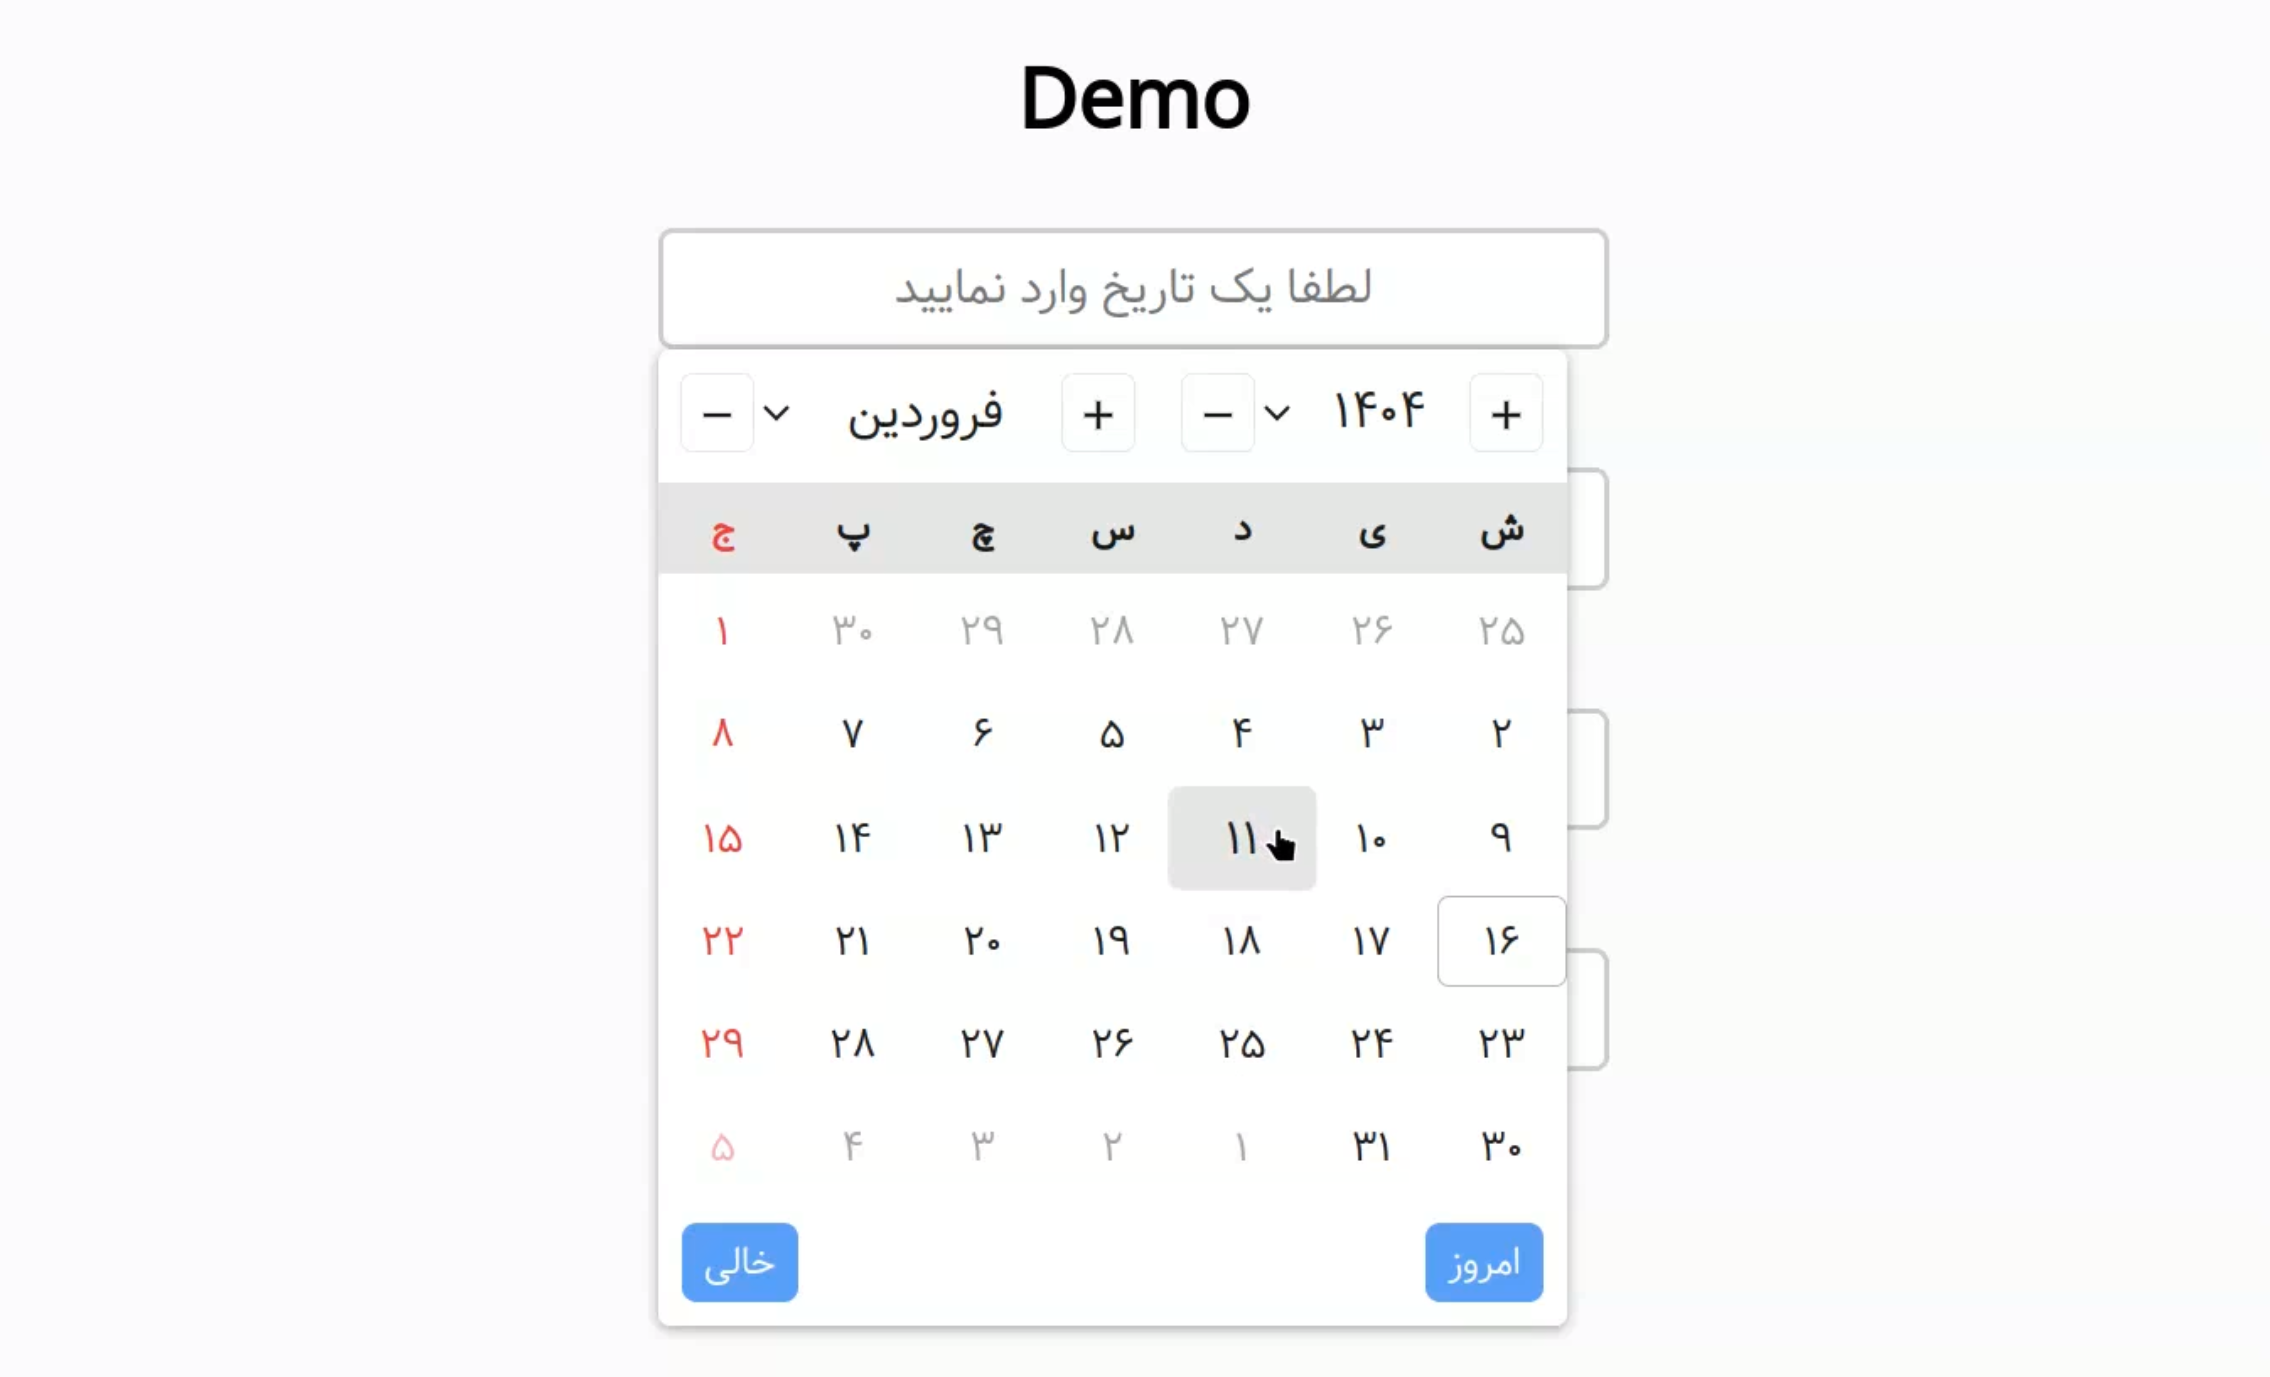 Demo
لطفا یک تاریخ وارد نمایید
+ ۱۴۰۴ − + فروردین −
ش ی د س چ پ ج
۲۵ ۲۶ ۲۷ ۲۸ ۲۹ ۳۰ ۱
۲ ۳ ۴ ۵ ۶ ۷ ۸
۹ ۱۰ ۱۱ ۱۲ ۱۳ ۱۴ ۱۵
۱۶ ۱۷ ۱۸ ۱۹ ۲۰ ۲۱ ۲۲
۲۳ ۲۴ ۲۵ ۲۶ ۲۷ ۲۸ ۲۹
۳۰ ۳۱ ۱ ۲ ۳ ۴ ۵
امروز خالی